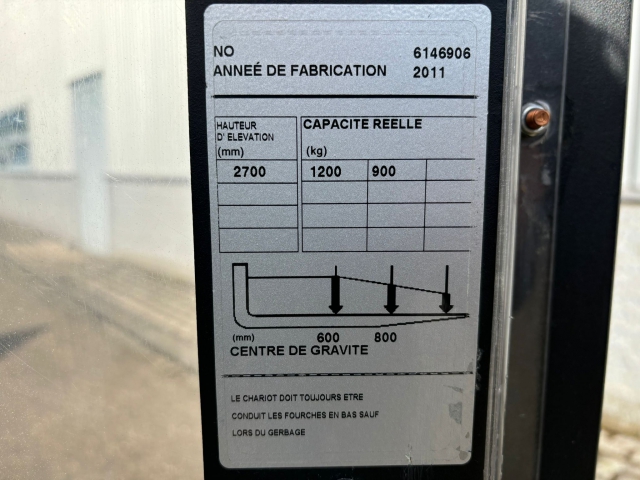 NO 6146906
ANNEÉ DE FABRICATION 2011
HAUTEUR
D' ELEVATION
(mm)
CAPACITE REELLE
(kg)
2700 1200 900
(mm) 600 800
CENTRE DE GRAVITE
LE CHARIOT DOIT TOUJOURS ETRE
CONDUIT LES FOURCHES EN BAS SAUF
LORS DU GERBAGE